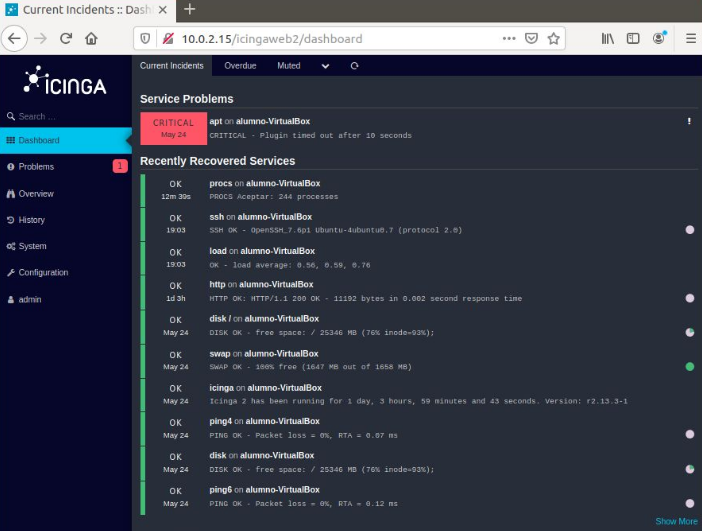 Current Incidents :: Dash
10.0.2.15/icingaweb2/dashboard
ICINGA
Search ...
Dashboard
Problems 1
Overview
History
System
Configuration
admin
Current Incidents Overdue Muted
Service Problems
CRITICAL apt on alumno-VirtualBox !
May 24 CRITICAL - Plugin timed out after 10 seconds
Recently Recovered Services
OK procs on alumno-VirtualBox
12m 39s PROCS Aceptar: 244 processes
OK ssh on alumno-VirtualBox
19:03 SSH OK - OpenSSH_7.6p1 Ubuntu-4ubuntu0.7 (protocol 2.0)
OK load on alumno-VirtualBox
19:03 OK - load average: 0.56, 0.59, 0.76
OK http on alumno-VirtualBox
1d 3h HTTP OK: HTTP/1.1 200 OK - 11192 bytes in 0.002 second response time
OK disk / on alumno-VirtualBox
May 24 DISK OK - free space: / 25346 MB (76% inode=93%);
OK swap on alumno-VirtualBox
May 24 SWAP OK - 100% free (1647 MB out of 1658 MB)
OK icinga on alumno-VirtualBox
May 24 Icinga 2 has been running for 1 day, 3 hours, 59 minutes and 43 seconds. Version: r2.13.3-1
OK ping4 on alumno-VirtualBox
May 24 PING OK - Packet loss = 0%, RTA = 0.07 ms
OK disk on alumno-VirtualBox
May 24 DISK OK - free space: / 25346 MB (76% inode=93%);
OK ping6 on alumno-VirtualBox
May 24 PING OK - Packet loss = 0%, RTA = 0.12 ms
Show More